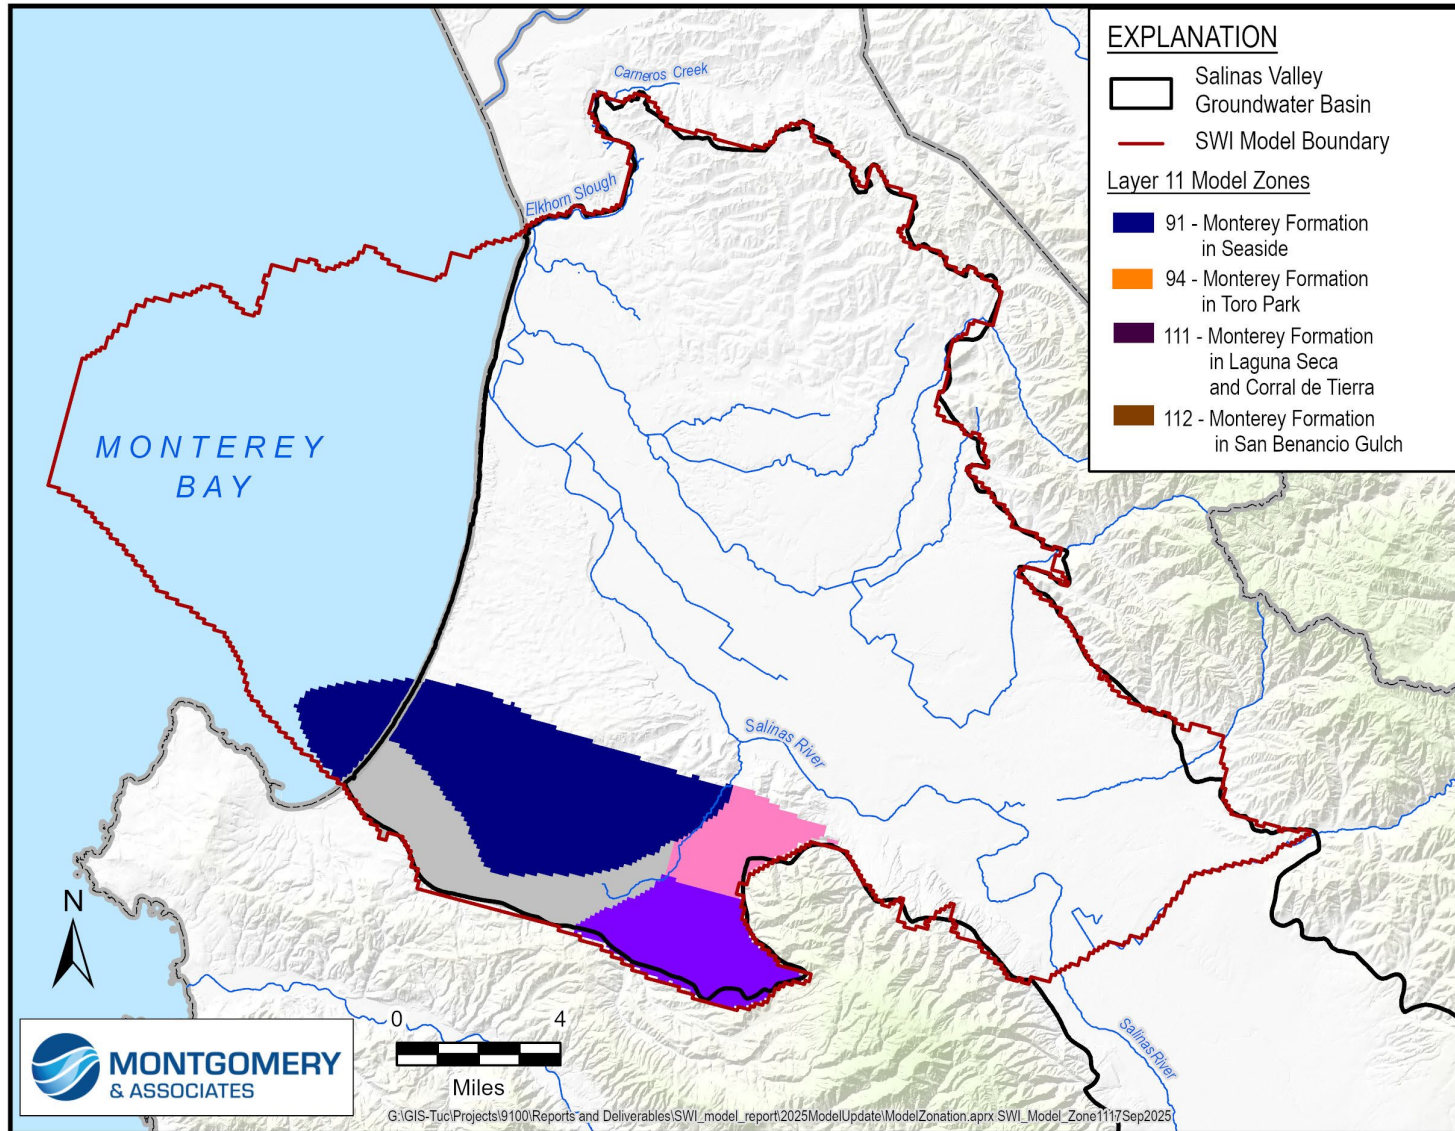 EXPLANATION
Salinas Valley
Groundwater Basin
SWI Model Boundary
Layer 11 Model Zones
91 - Monterey Formation
in Seaside
94 - Monterey Formation
in Toro Park
111 - Monterey Formation
in Laguna Seca
and Corral de Tierra
112 - Monterey Formation
in San Benancio Gulch
Carneros Creek
Elkhorn Slough
MONTEREY
BAY
Salinas River
Salinas River
N
0 4
Miles
MONTGOMERY
& ASSOCIATES
G:\GIS-Tuc\Projects\9100\Reports and Deliverables\SWI_model_report\2025ModelUpdate\ModelZonation.aprx SWI_Model_Zone1117Sep2025